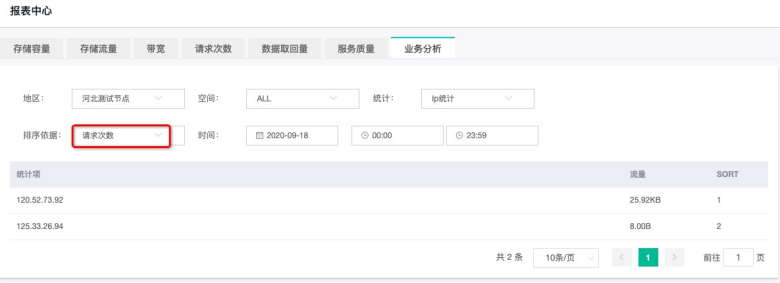 报表中心
存储容量 存储流量 带宽 请求次数 数据取回量 服务质量 业务分析
地区： 河北测试节点 空间： ALL 统计： Ip统计
排序依据： 请求次数 时间： 2020-09-18 00:00 23:59
统计项 流量 SORT
120.52.73.92 25.92KB 1
125.33.26.94 8.00B 2
共 2 条 10条/页 < 1 > 前往 1 页